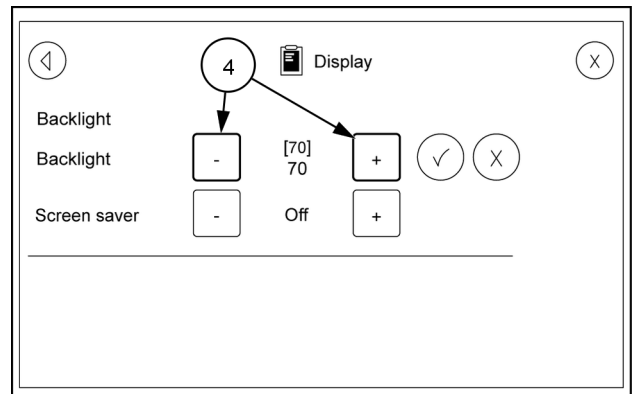 4
Display
X
Backlight
Backlight - [70] 70 + X
Screen saver - Off +